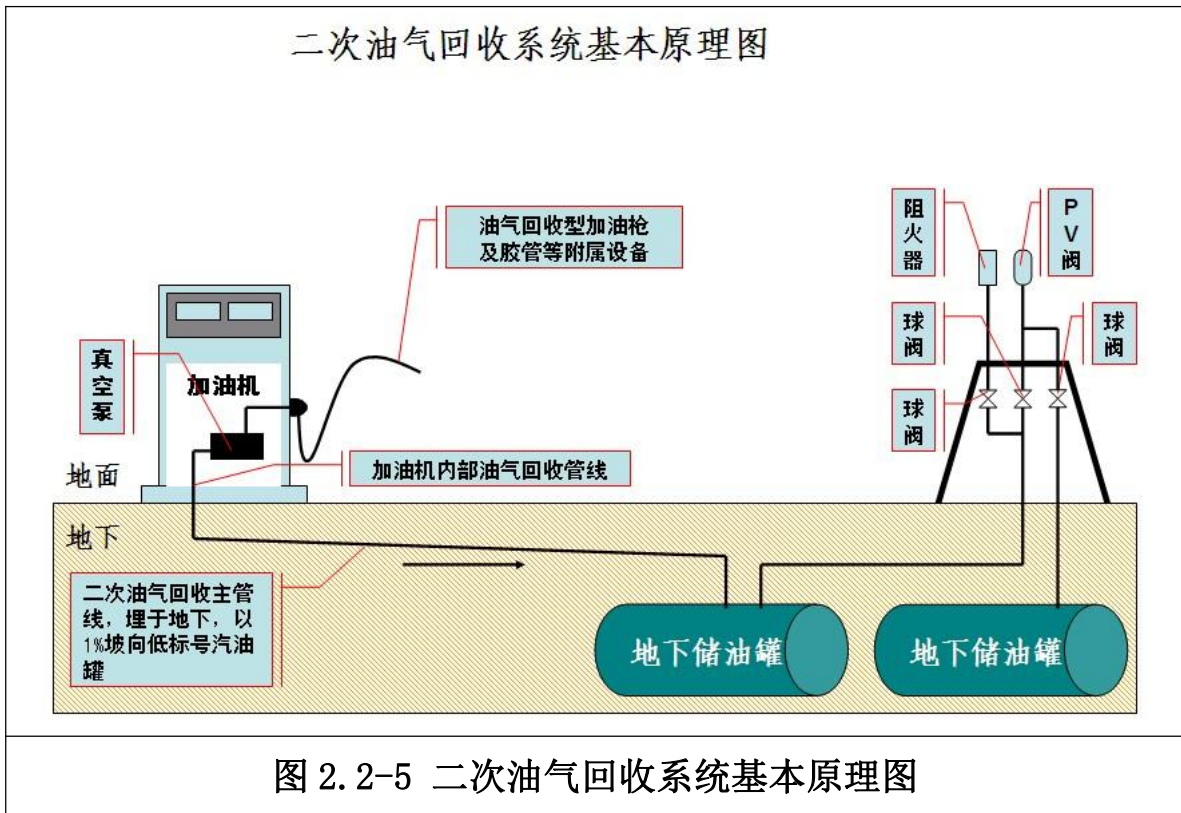 二次油气回收系统基本原理图
油气回收型加油枪
及胶管等附属设备
阻火器
PV阀
球阀
球阀
真空泵
加油机
球阀
加油机内部油气回收管线
地面
地下
二次油气回收主管
线，埋于地下，以
1%坡向低标号汽油
罐
地下储油罐
地下储油罐
图 2.2-5 二次油气回收系统基本原理图